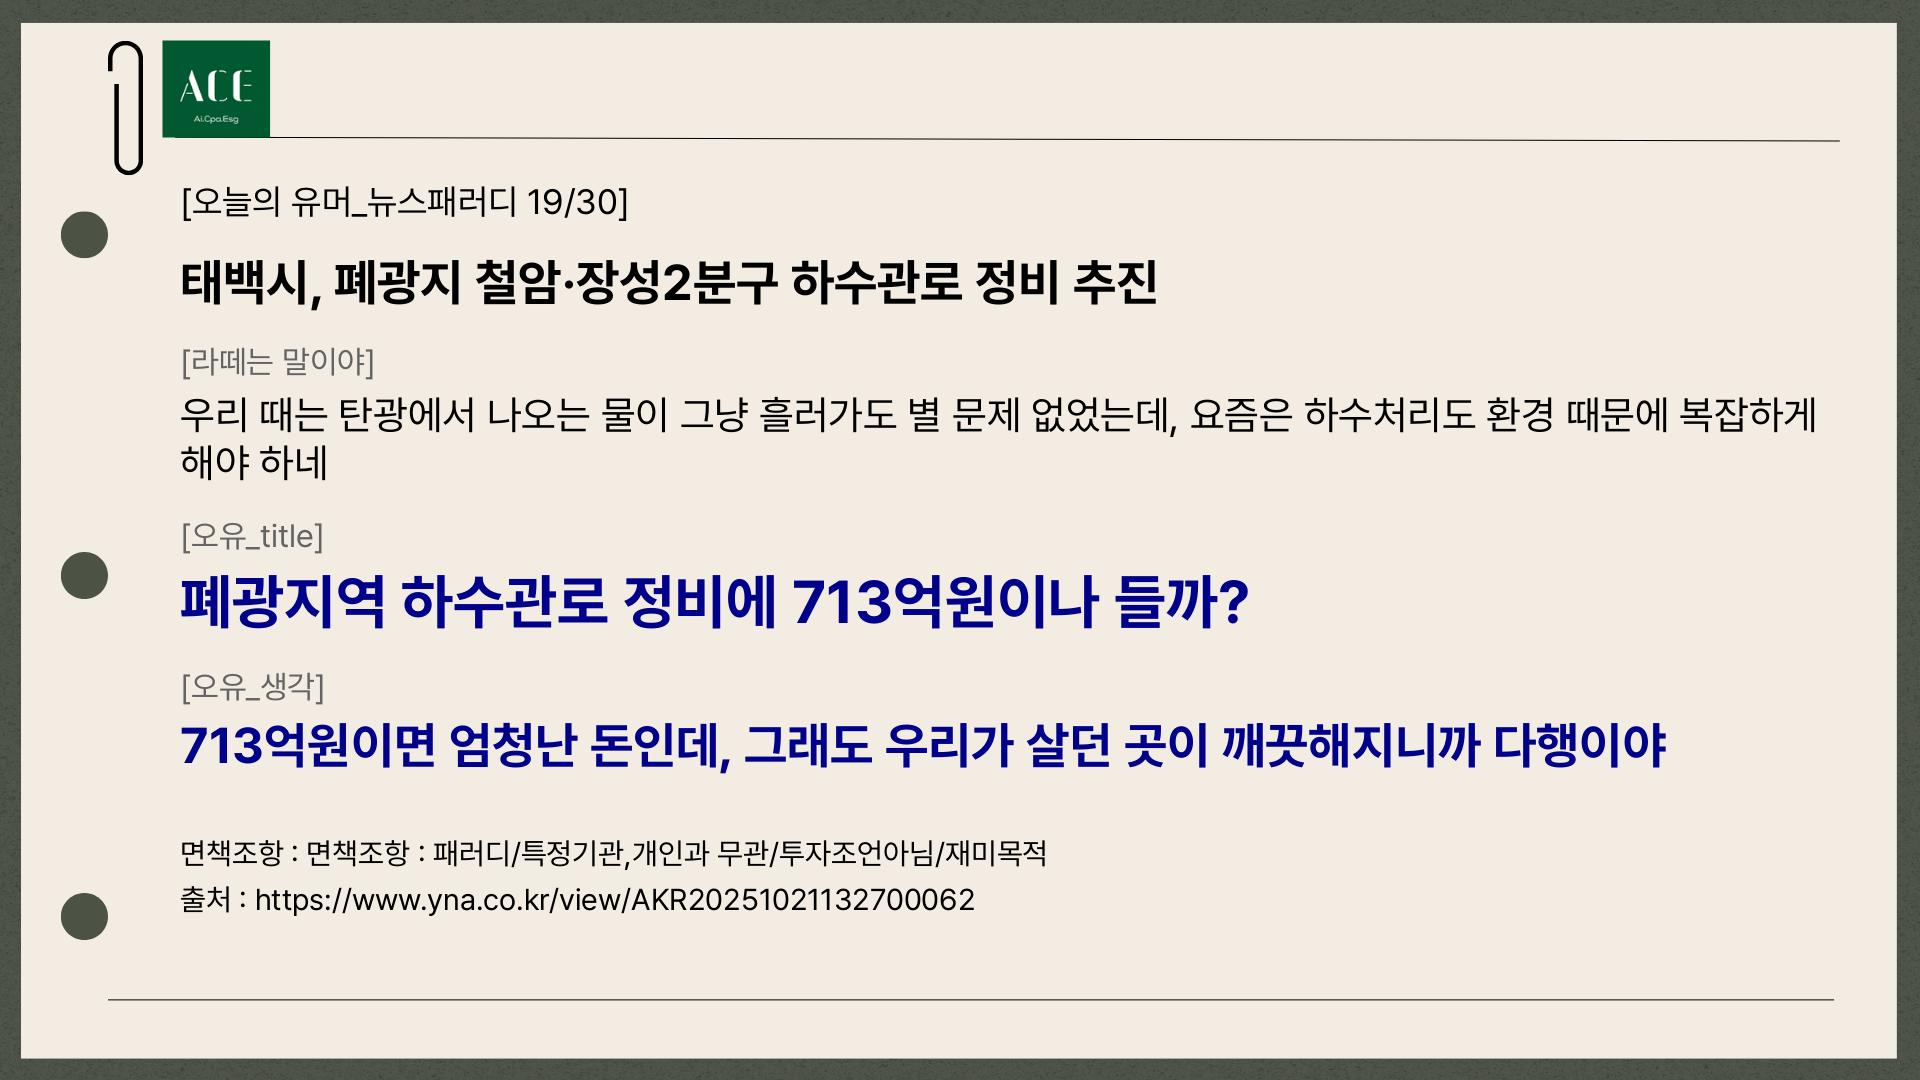 ACE
Ai.Cpa.Esg
[오늘의 유머_뉴스패러디 19/30]
태백시, 폐광지 철암·장성2분구 하수관로 정비 추진
[라떼는 말이야]
우리 때는 탄광에서 나오는 물이 그냥 흘러가도 별 문제 없었는데, 요즘은 하수처리도 환경 때문에 복잡하게
해야 하네
[오유_title]
폐광지역 하수관로 정비에 713억원이나 들까?
[오유_생각]
713억원이면 엄청난 돈인데, 그래도 우리가 살던 곳이 깨끗해지니까 다행이야
면책조항 : 면책조항 : 패러디/특정기관,개인과 무관/투자조언아님/재미목적
출처 : https://www.yna.co.kr/view/AKR20251021132700062